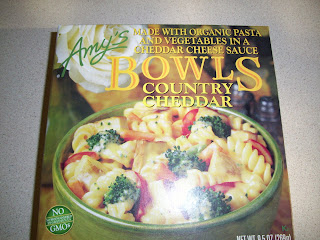 Amy's
MADE WITH ORGANIC PASTA
AND VEGETABLES IN A
CHEDDAR CHEESE SAUCE
BOWLS
COUNTRY
CHEDDAR
NO
GMOs
NET WT. 9.5 OZ (269g)